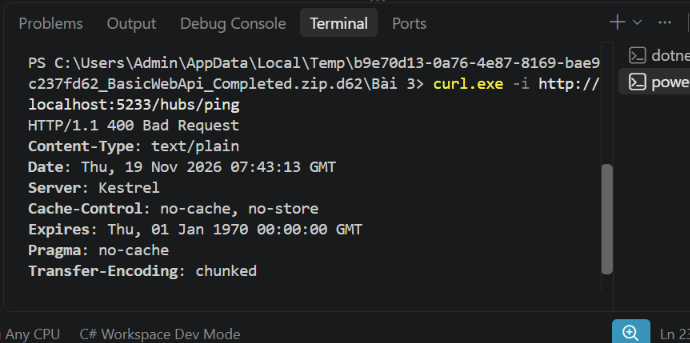 Problems Output Debug Console Terminal Ports
PS C:\Users\Admin\AppData\Local\Temp\b9e70d13-0a76-4e87-8169-bae9
c237fd62_BasicWebApi_Completed.zip.d62\Bài 3> curl.exe -i http://
localhost:5233/hubs/ping
HTTP/1.1 400 Bad Request
Content-Type: text/plain
Date: Thu, 19 Nov 2026 07:43:13 GMT
Server: Kestrel
Cache-Control: no-cache, no-store
Expires: Thu, 01 Jan 1970 00:00:00 GMT
Pragma: no-cache
Transfer-Encoding: chunked
dotne
powe
Any CPU C# Workspace Dev Mode Ln 23